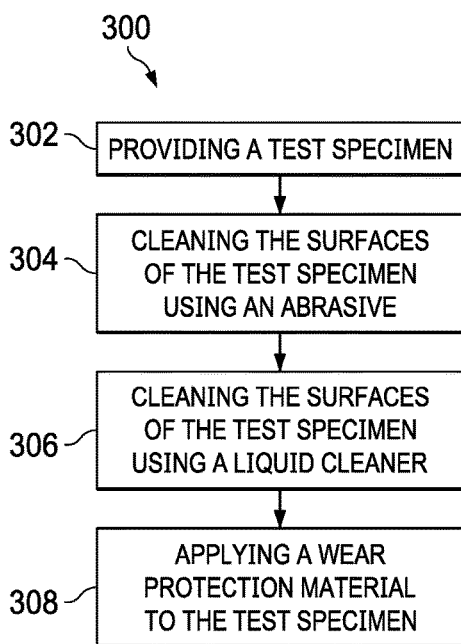 300
302
PROVIDING A TEST SPECIMEN
304
CLEANING THE SURFACES
OF THE TEST SPECIMEN
USING AN ABRASIVE
306
CLEANING THE SURFACES
OF THE TEST SPECIMEN
USING A LIQUID CLEANER
308
APPLYING A WEAR
PROTECTION MATERIAL
TO THE TEST SPECIMEN